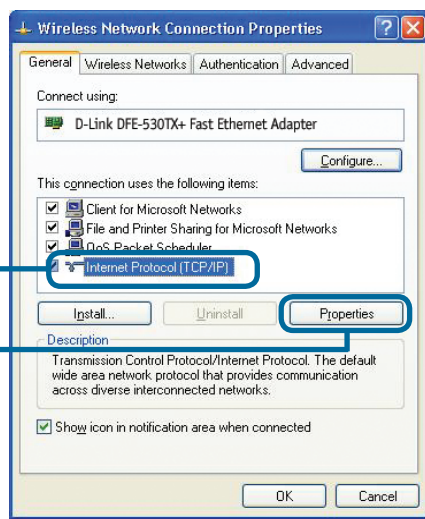 Wireless Network Connection Properties
General Wireless Networks Authentication Advanced
Connect using:
D-Link DFE-530TX+ Fast Ethernet Adapter
Configure...
This connection uses the following items:
Client for Microsoft Networks
File and Printer Sharing for Microsoft Networks
QoS Packet Scheduler
Internet Protocol (TCP/IP)
Install... Uninstall Properties
Description
Transmission Control Protocol/Internet Protocol. The default
wide area network protocol that provides communication
across diverse interconnected networks.
Show icon in notification area when connected
OK Cancel